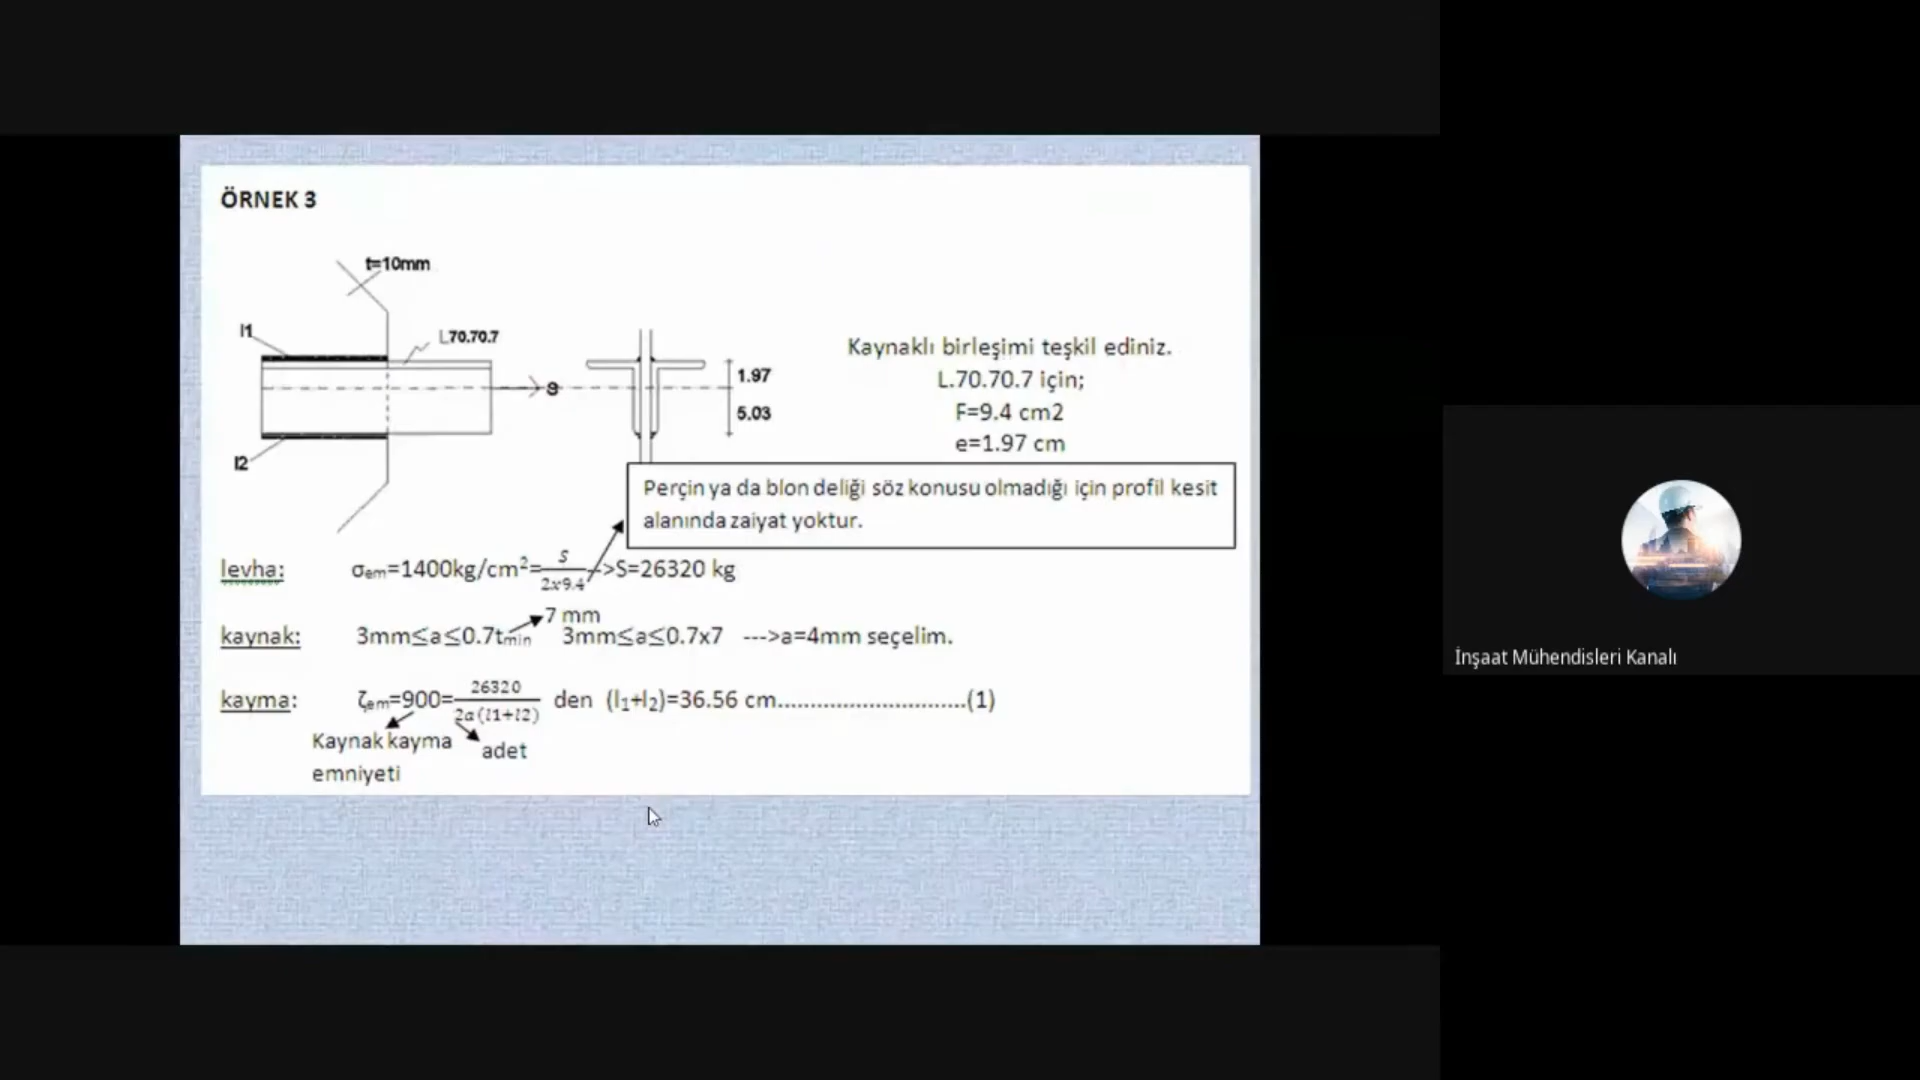 ÖRNEK 3
t=10mm
l1
L70.70.7
S
l2
1.97
5.03
Kaynaklı birleşimi teşkil ediniz.
L.70.70.7 için;
F=9.4 cm2
e=1.97 cm
Perçin ya da blon deliği söz konusu olmadığı için profil kesit
alanında zaiyat yoktur.
levha: σem=1400kg/cm²=S/2x9.4-->S=26320 kg
7 mm
kaynak: 3mm≤a≤0.7tmin 3mm≤a≤0.7x7 --->a=4mm seçelim.
kayma: ζem=900=26320/2a(l1+l2) den (l₁+l₂)=36.56 cm.............................(1)
Kaynak kayma
emniyeti
adet
İnşaat Mühendisleri Kanalı